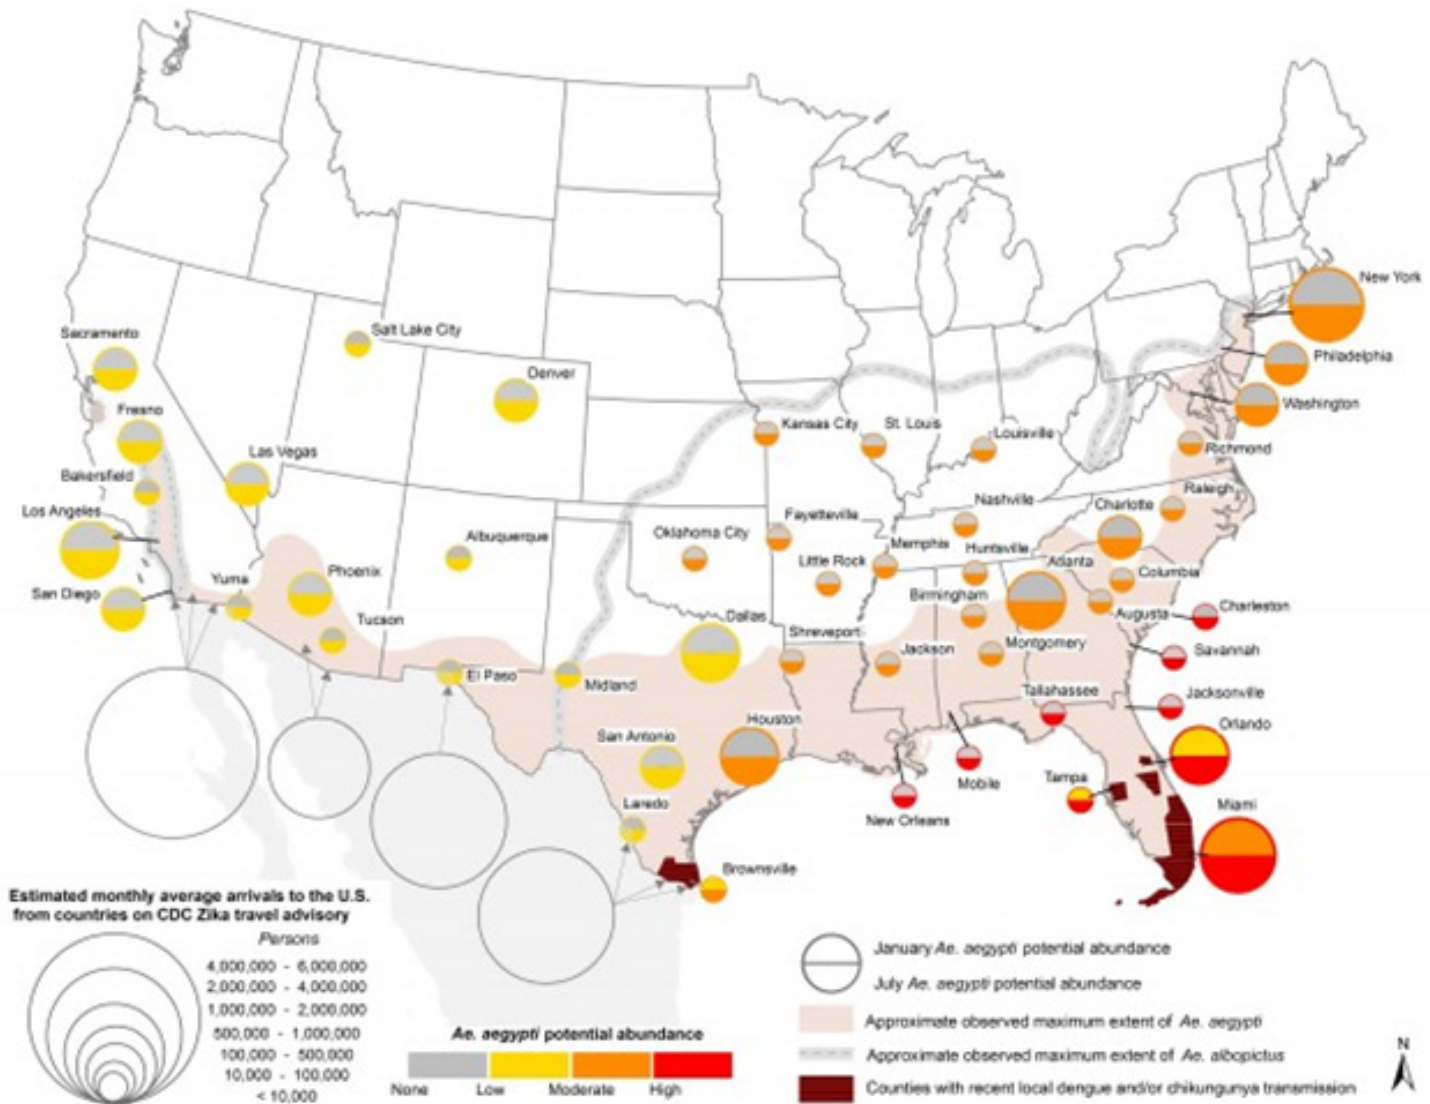 New York
Sacramento
Salt Lake City
Philadelphia
Denver
Washington
Fresno
Kansas City
St. Louis
Louisville
Richmond
Las Vegas
Bakersfield
Raleigh
Nashville
Charlotte
Los Angeles
Fayetteville
Oklahoma City
Albuquerque
Memphis
Huntsville
Little Rock
Atlanta
Phoenix
Columbia
Yuma
San Diego
Birmingham
Charleston
Augusta
Dallas
Tucson
Shreveport
Montgomery
Jackson
Savannah
El Paso
Midland
Tallahassee
Jacksonville
Houston
Orlando
San Antonio
Tampa
Mobile
Laredo
Miami
New Orleans
Brownsville
Estimated monthly average arrivals to the U.S.
from countries on CDC Zika travel advisory
Persons
4,000,000 - 6,000,000
2,000,000 - 4,000,000
1,000,000 - 2,000,000
500,000 - 1,000,000
100,000 - 500,000
10,000 - 100,000
< 10,000
Ae. aegypti potential abundance
None Low Moderate High
January Ae. aegypti potential abundance
July Ae. aegypti potential abundance
Approximate observed maximum extent of Ae. aegypti
Approximate observed maximum extent of Ae. albopictus
Counties with recent local dengue and/or chikungunya transmission
N